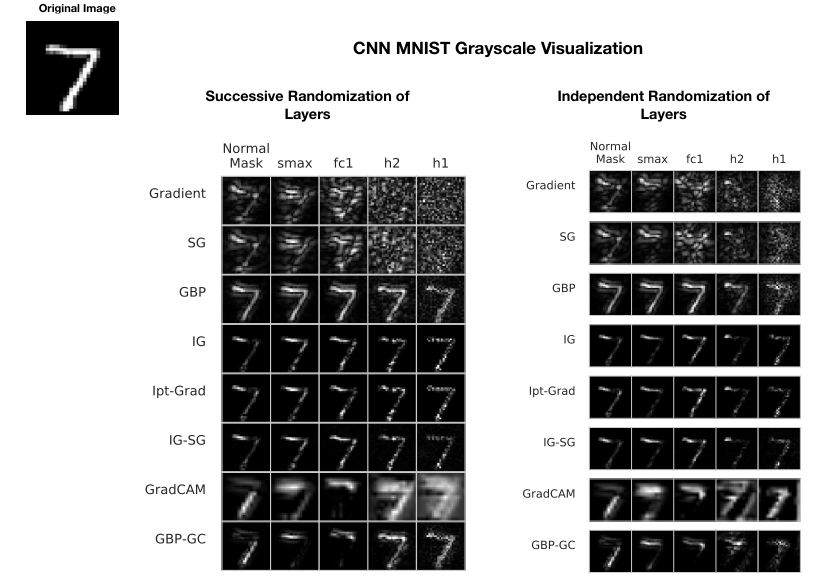 Original Image
CNN MNIST Grayscale Visualization
Successive Randomization of
Layers
Normal
Mask smax fc1 h2 h1
Gradient
SG
GBP
IG
Ipt-Grad
IG-SG
GradCAM
GBP-GC
Independent Randomization of
Layers
Normal
Mask smax fc1 h2 h1
Gradient
SG
GBP
IG
Ipt-Grad
IG-SG
GradCAM
GBP-GC